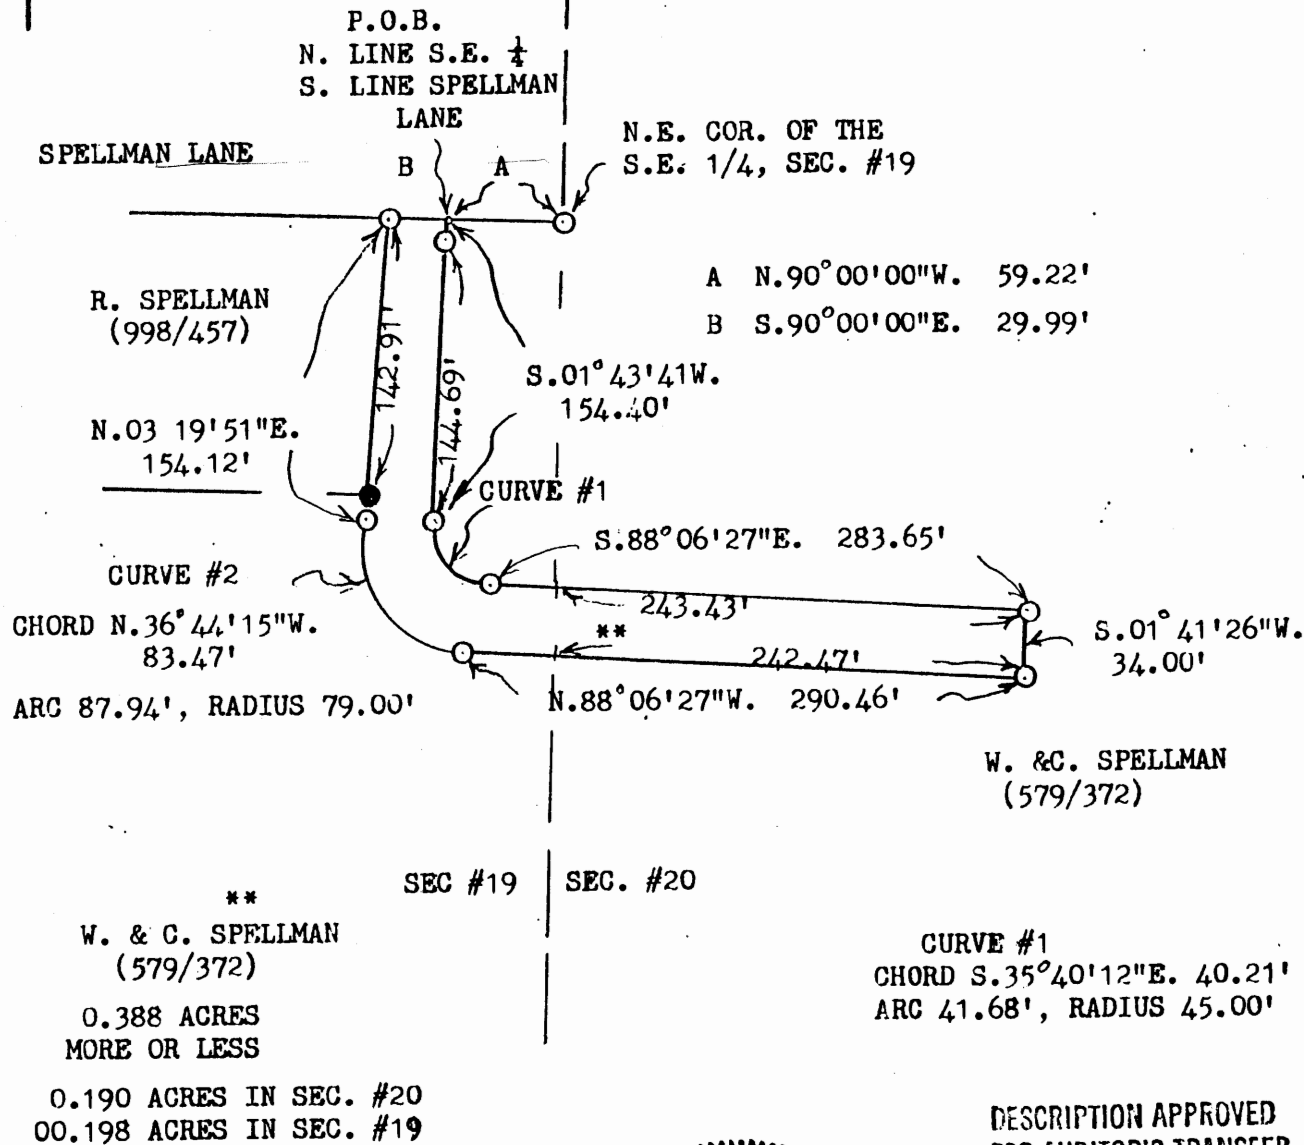 P.O.B.
N. LINE S.E. ¼
S. LINE SPELLMAN
LANE
SPELLMAN LANE
B
A
N.E. COR. OF THE
S.E. 1/4, SEC. #19
A N.90°00'00"W. 59.22'
B S.90°00'00"E. 29.99'
R. SPELLMAN
(998/457)
142.91'
144.69'
S.01°43'41W.
154.40'
N.03 19'51"E.
154.12'
CURVE #1
S.88°06'27"E. 283.65'
CURVE #2
243.43'
CHORD N.36°44'15"W.
83.47'
**
S.01°41'26"W.
34.00'
242.47'
ARC 87.94', RADIUS 79.00'
N.88°06'27"W. 290.46'
W. &C. SPELLMAN
(579/372)
SEC #19
SEC. #20
**
W. & C. SPELLMAN
(579/372)
0.388 ACRES
MORE OR LESS
0.190 ACRES IN SEC. #20
00.198 ACRES IN SEC. #19
CURVE #1
CHORD S.35°40'12"E. 40.21'
ARC 41.68', RADIUS 45.00'
DESCRIPTION APPROVED